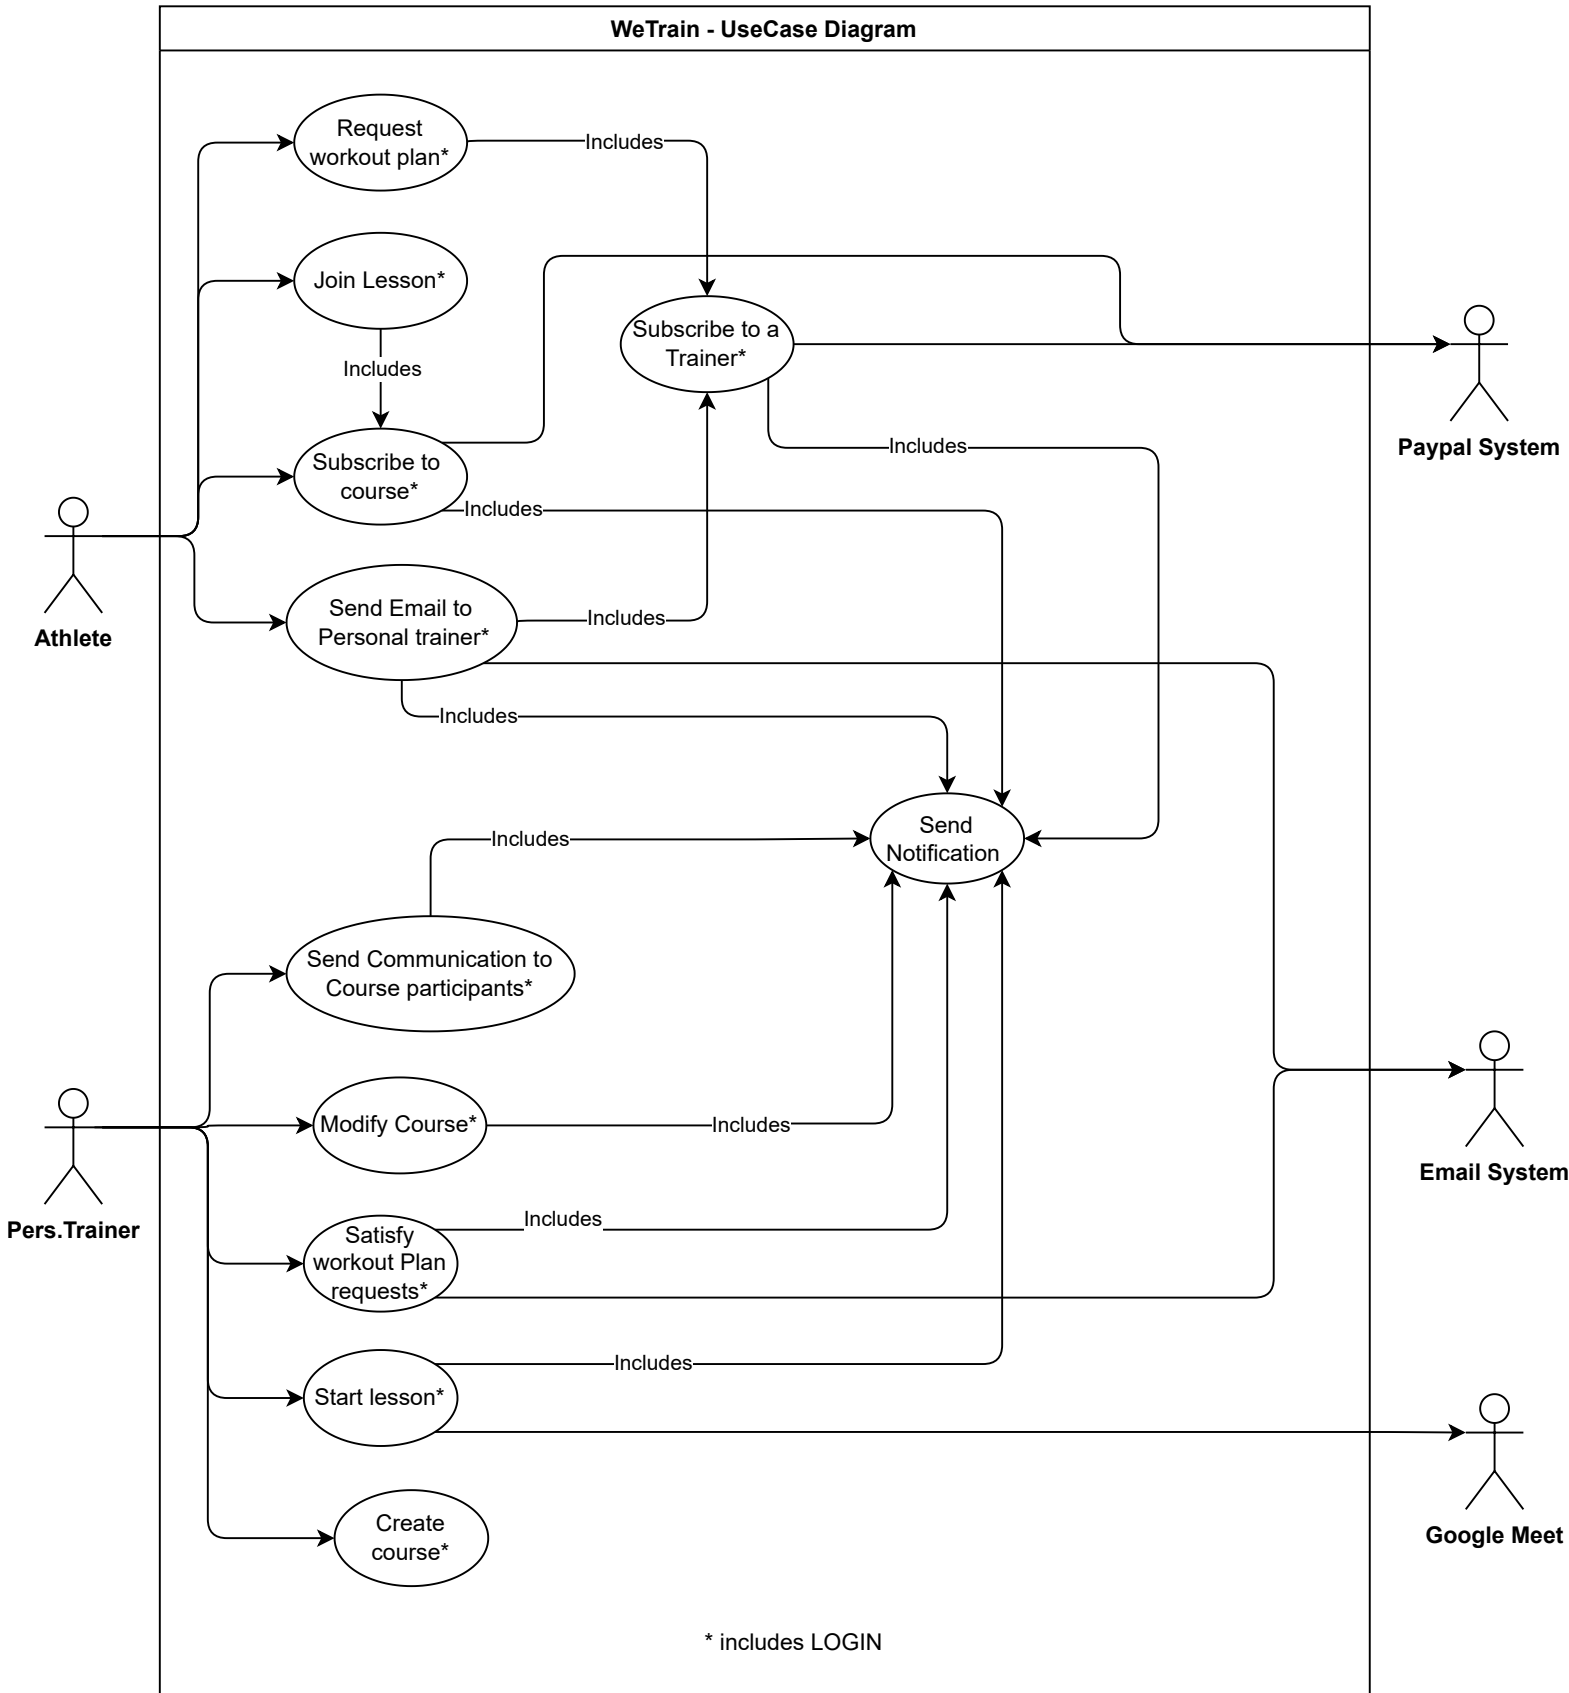 WeTrain - UseCase Diagram
Request
workout plan*
Includes
Join Lesson*
Includes
Subscribe to a
Trainer*
Includes
Paypal System
Subscribe to
course*
Includes
Athlete
Send Email to
Personal trainer*
Includes
Includes
Send
Notification
Includes
Send Communication to
Course participants*
Pers.Trainer
Modify Course*
Includes
Email System
Satisfy
workout Plan
requests*
Includes
Start lesson*
Includes
Google Meet
Create
course*
* includes LOGIN